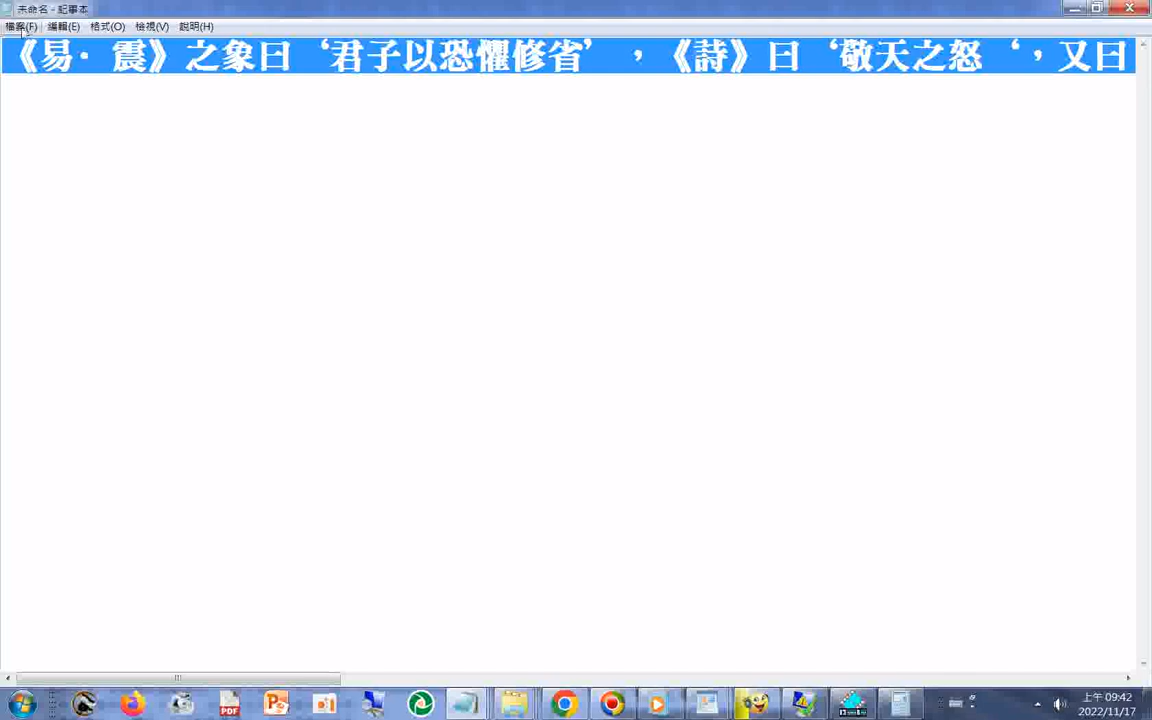 未命名 - 記事本
檔案(F) 編輯(E) 格式(O) 檢視(V) 說明(H)
《易·震》之象曰‘君子以恐懼修省’，《詩》曰‘敬天之怒‘，又曰
PDF
上午 09:42
2022/11/17